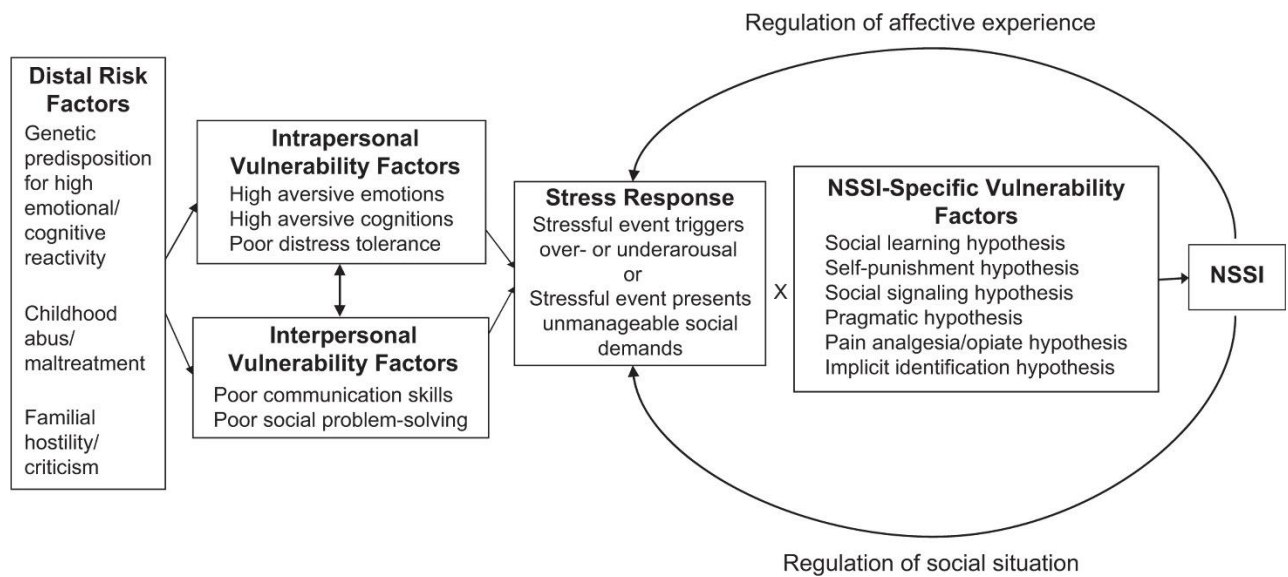 Regulation of affective experience
Distal Risk
Factors
Genetic
predisposition
for high
emotional/
cognitive
reactivity
Childhood
abus/
maltreatment
Familial
hostility/
criticism
Intrapersonal
Vulnerability Factors
High aversive emotions
High aversive cognitions
Poor distress tolerance
Interpersonal
Vulnerability Factors
Poor communication skills
Poor social problem-solving
Stress Response
Stressful event triggers
over- or underarousal
or
Stressful event presents
unmanageable social
demands
X
NSSI-Specific Vulnerability
Factors
Social learning hypothesis
Self-punishment hypothesis
Social signaling hypothesis
Pragmatic hypothesis
Pain analgesia/opiate hypothesis
Implicit identification hypothesis
NSSI
Regulation of social situation